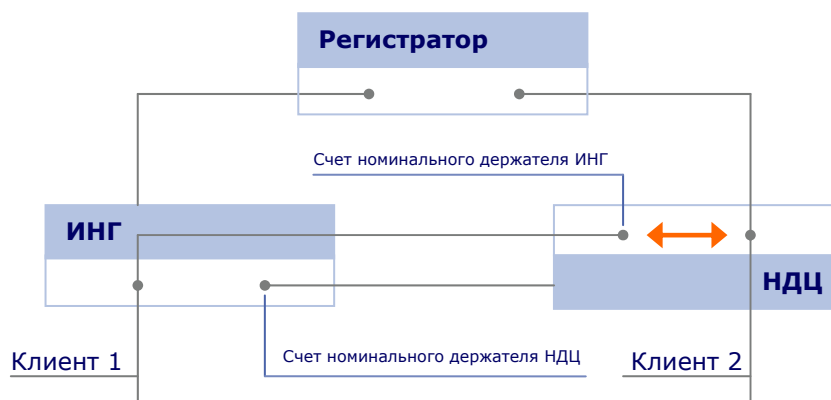 Регистратор
Счет номинального держателя ИНГ
ИНГ
НДЦ
Клиент 1
Счет номинального держателя НДЦ
Клиент 2